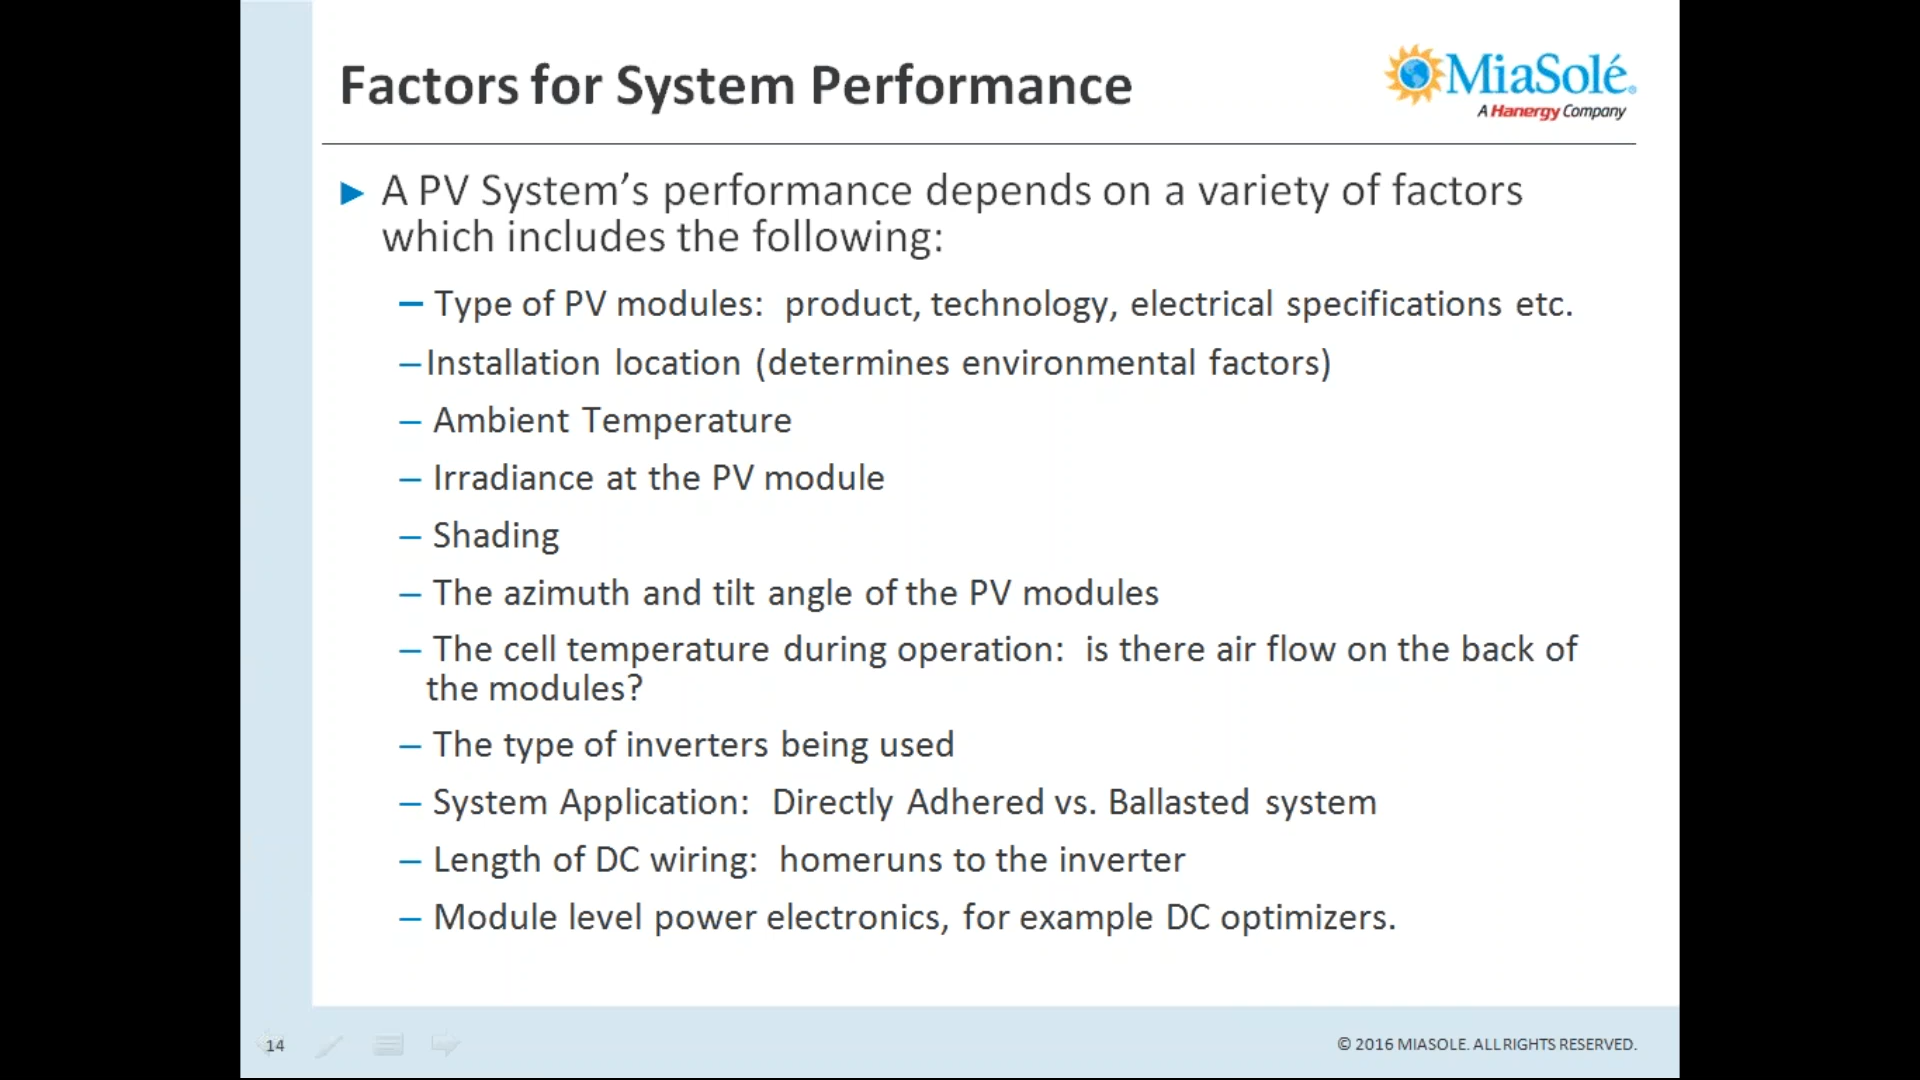 Factors for System Performance
MiaSolé®
A Hanergy Company
► A PV System’s performance depends on a variety of factors
which includes the following:
– Type of PV modules:  product, technology, electrical specifications etc.
– Installation location (determines environmental factors)
– Ambient Temperature
– Irradiance at the PV module
– Shading
– The azimuth and tilt angle of the PV modules
– The cell temperature during operation:  is there air flow on the back of
the modules?
– The type of inverters being used
– System Application:  Directly Adhered vs. Ballasted system
– Length of DC wiring:  homeruns to the inverter
– Module level power electronics, for example DC optimizers.
14
© 2016 MIASOLE. ALL RIGHTS RESERVED.